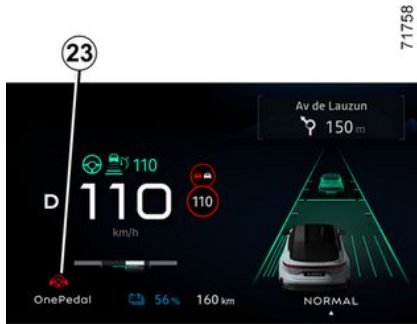 71758
23
Av de Lauzun
150 m
110
D
110
110
km/h
OnePedal
56%
160 km
NORMAL